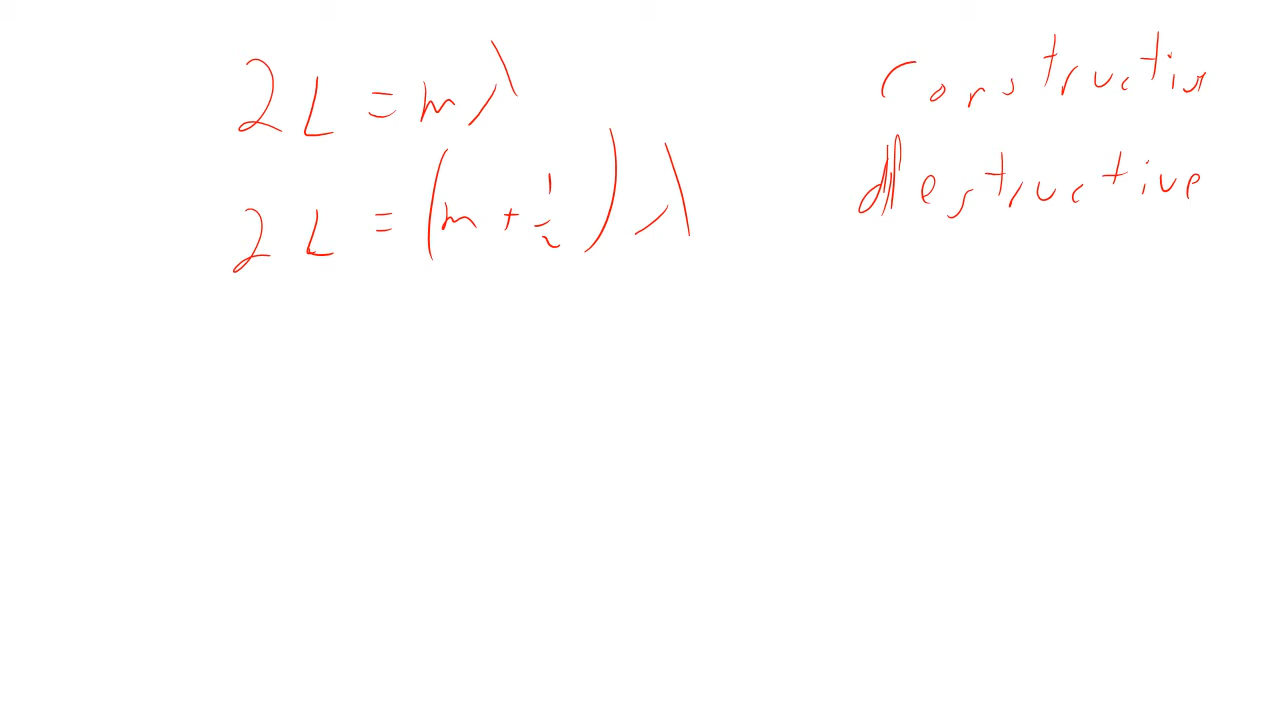 2L = mλ constructive
2L = (m + 1/2) λ destructive